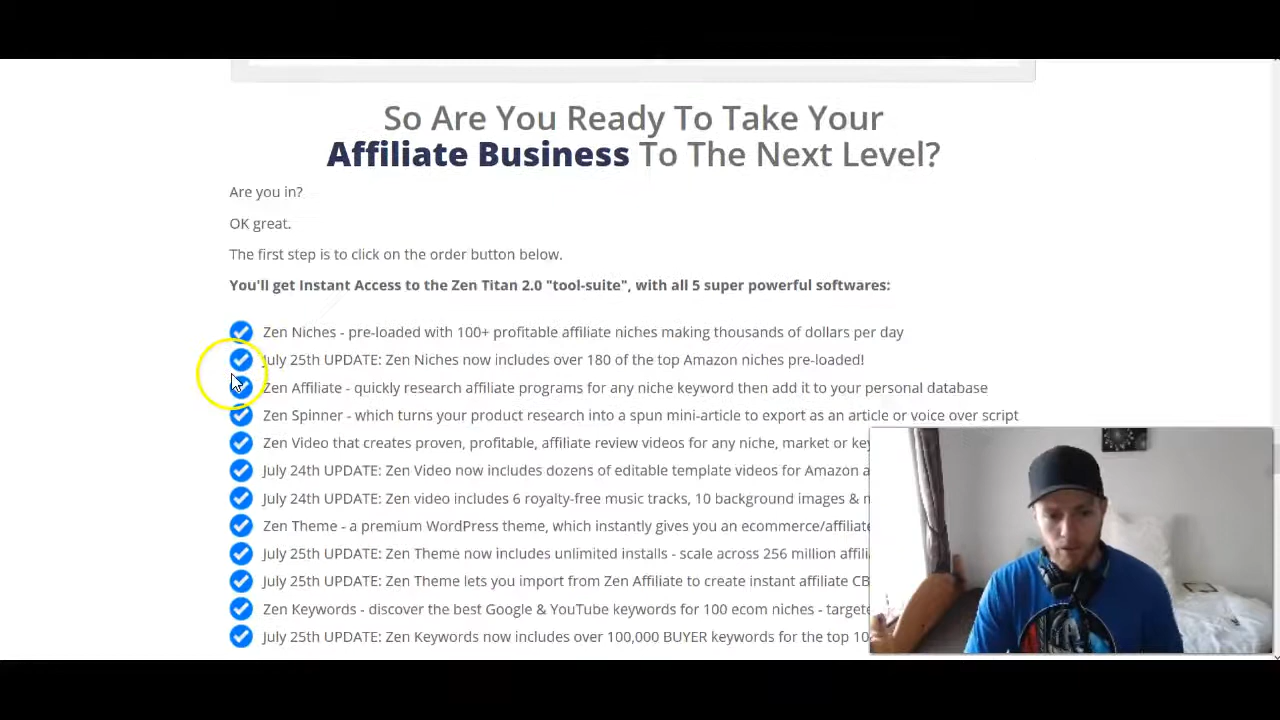 So Are You Ready To Take Your
Affiliate Business To The Next Level?
Are you in?
OK great.
The first step is to click on the order button below.
You'll get Instant Access to the Zen Titan 2.0 "tool-suite", with all 5 super powerful softwares:
Zen Niches - pre-loaded with 100+ profitable affiliate niches making thousands of dollars per day
July 25th UPDATE: Zen Niches now includes over 180 of the top Amazon niches pre-loaded!
Zen Affiliate - quickly research affiliate programs for any niche keyword then add it to your personal database
Zen Spinner - which turns your product research into a spun mini-article to export as an article or voice over script
Zen Video that creates proven, profitable, affiliate review videos for any niche, market or
July 24th UPDATE: Zen Video now includes dozens of editable template videos for Amazon
July 24th UPDATE: Zen video includes 6 royalty-free music tracks, 10 background images &
Zen Theme - a premium WordPress theme, which instantly gives you an ecommerce/affiliate
July 25th UPDATE: Zen Theme now includes unlimited installs - scale across 256 million
July 25th UPDATE: Zen Theme lets you import from Zen Affiliate to create instant affiliate
Zen Keywords - discover the best Google & YouTube keywords for 100 ecom niches -
July 25th UPDATE: Zen Keywords now includes over 100,000 BUYER keywords for the top